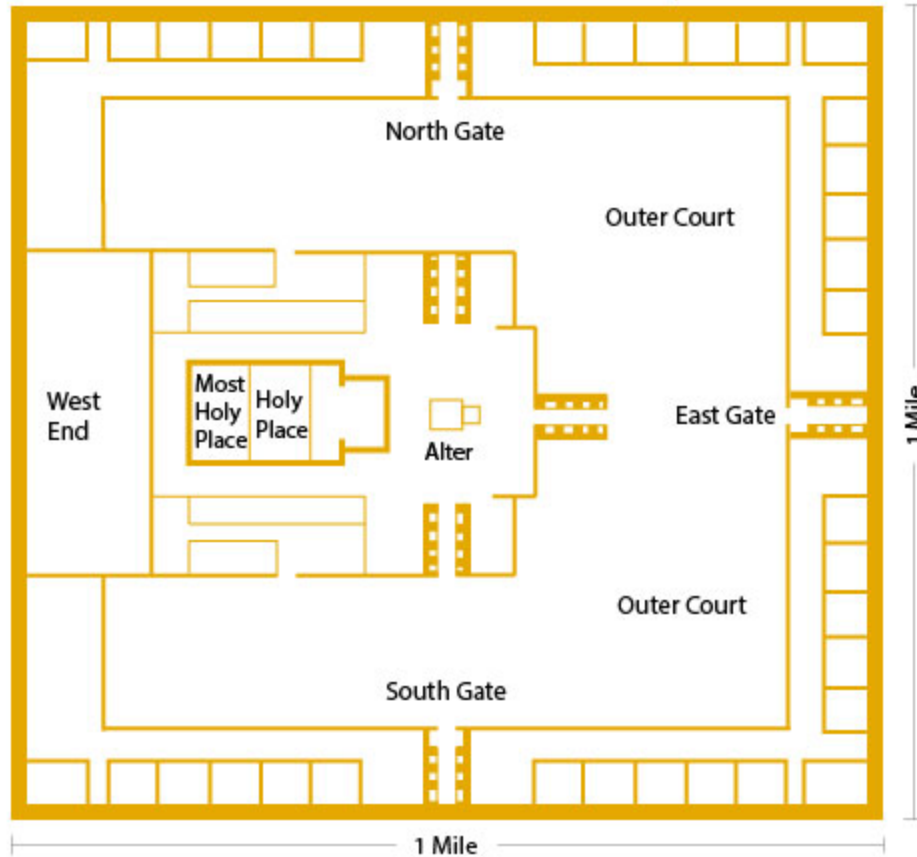 North Gate
Outer Court
West
End
Most
Holy
Place
Holy
Place
East Gate
1 Mile
Alter
Outer Court
South Gate
1 Mile